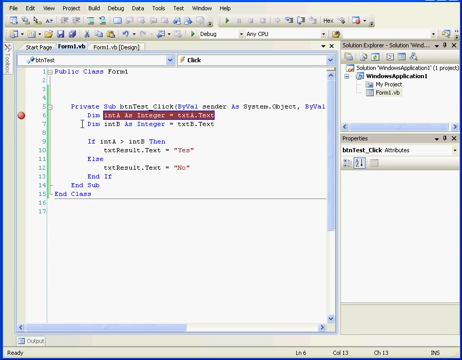 File Edit View Project Build Debug Data Tools Test Window Help
Hex
Debug Any CPU
Start Page Form1.vb Form1.vb [Design]
btnTest Click
Toolbox
1 Public Class Form1
2
3
4
5 Private Sub btnTest_Click(ByVal sender As System.Object, ByVal
6 Dim intA As Integer = txtA.Text
7 Dim intB As Integer = txtB.Text
8
9 If intA > intB Then
10 txtResult.Text = "Yes"
11 Else
12 txtResult.Text = "No"
13 End If
14 End Sub
15 End Class
16
17
Solution Explorer - Solution 'Windows
Solution 'WindowsApplication1' (1 project)
WindowsApplication1
My Project
Form1.vb
Properties
btnTest_Click Attributes
Output
Ready Ln 6 Col 13 Ch 13 INS